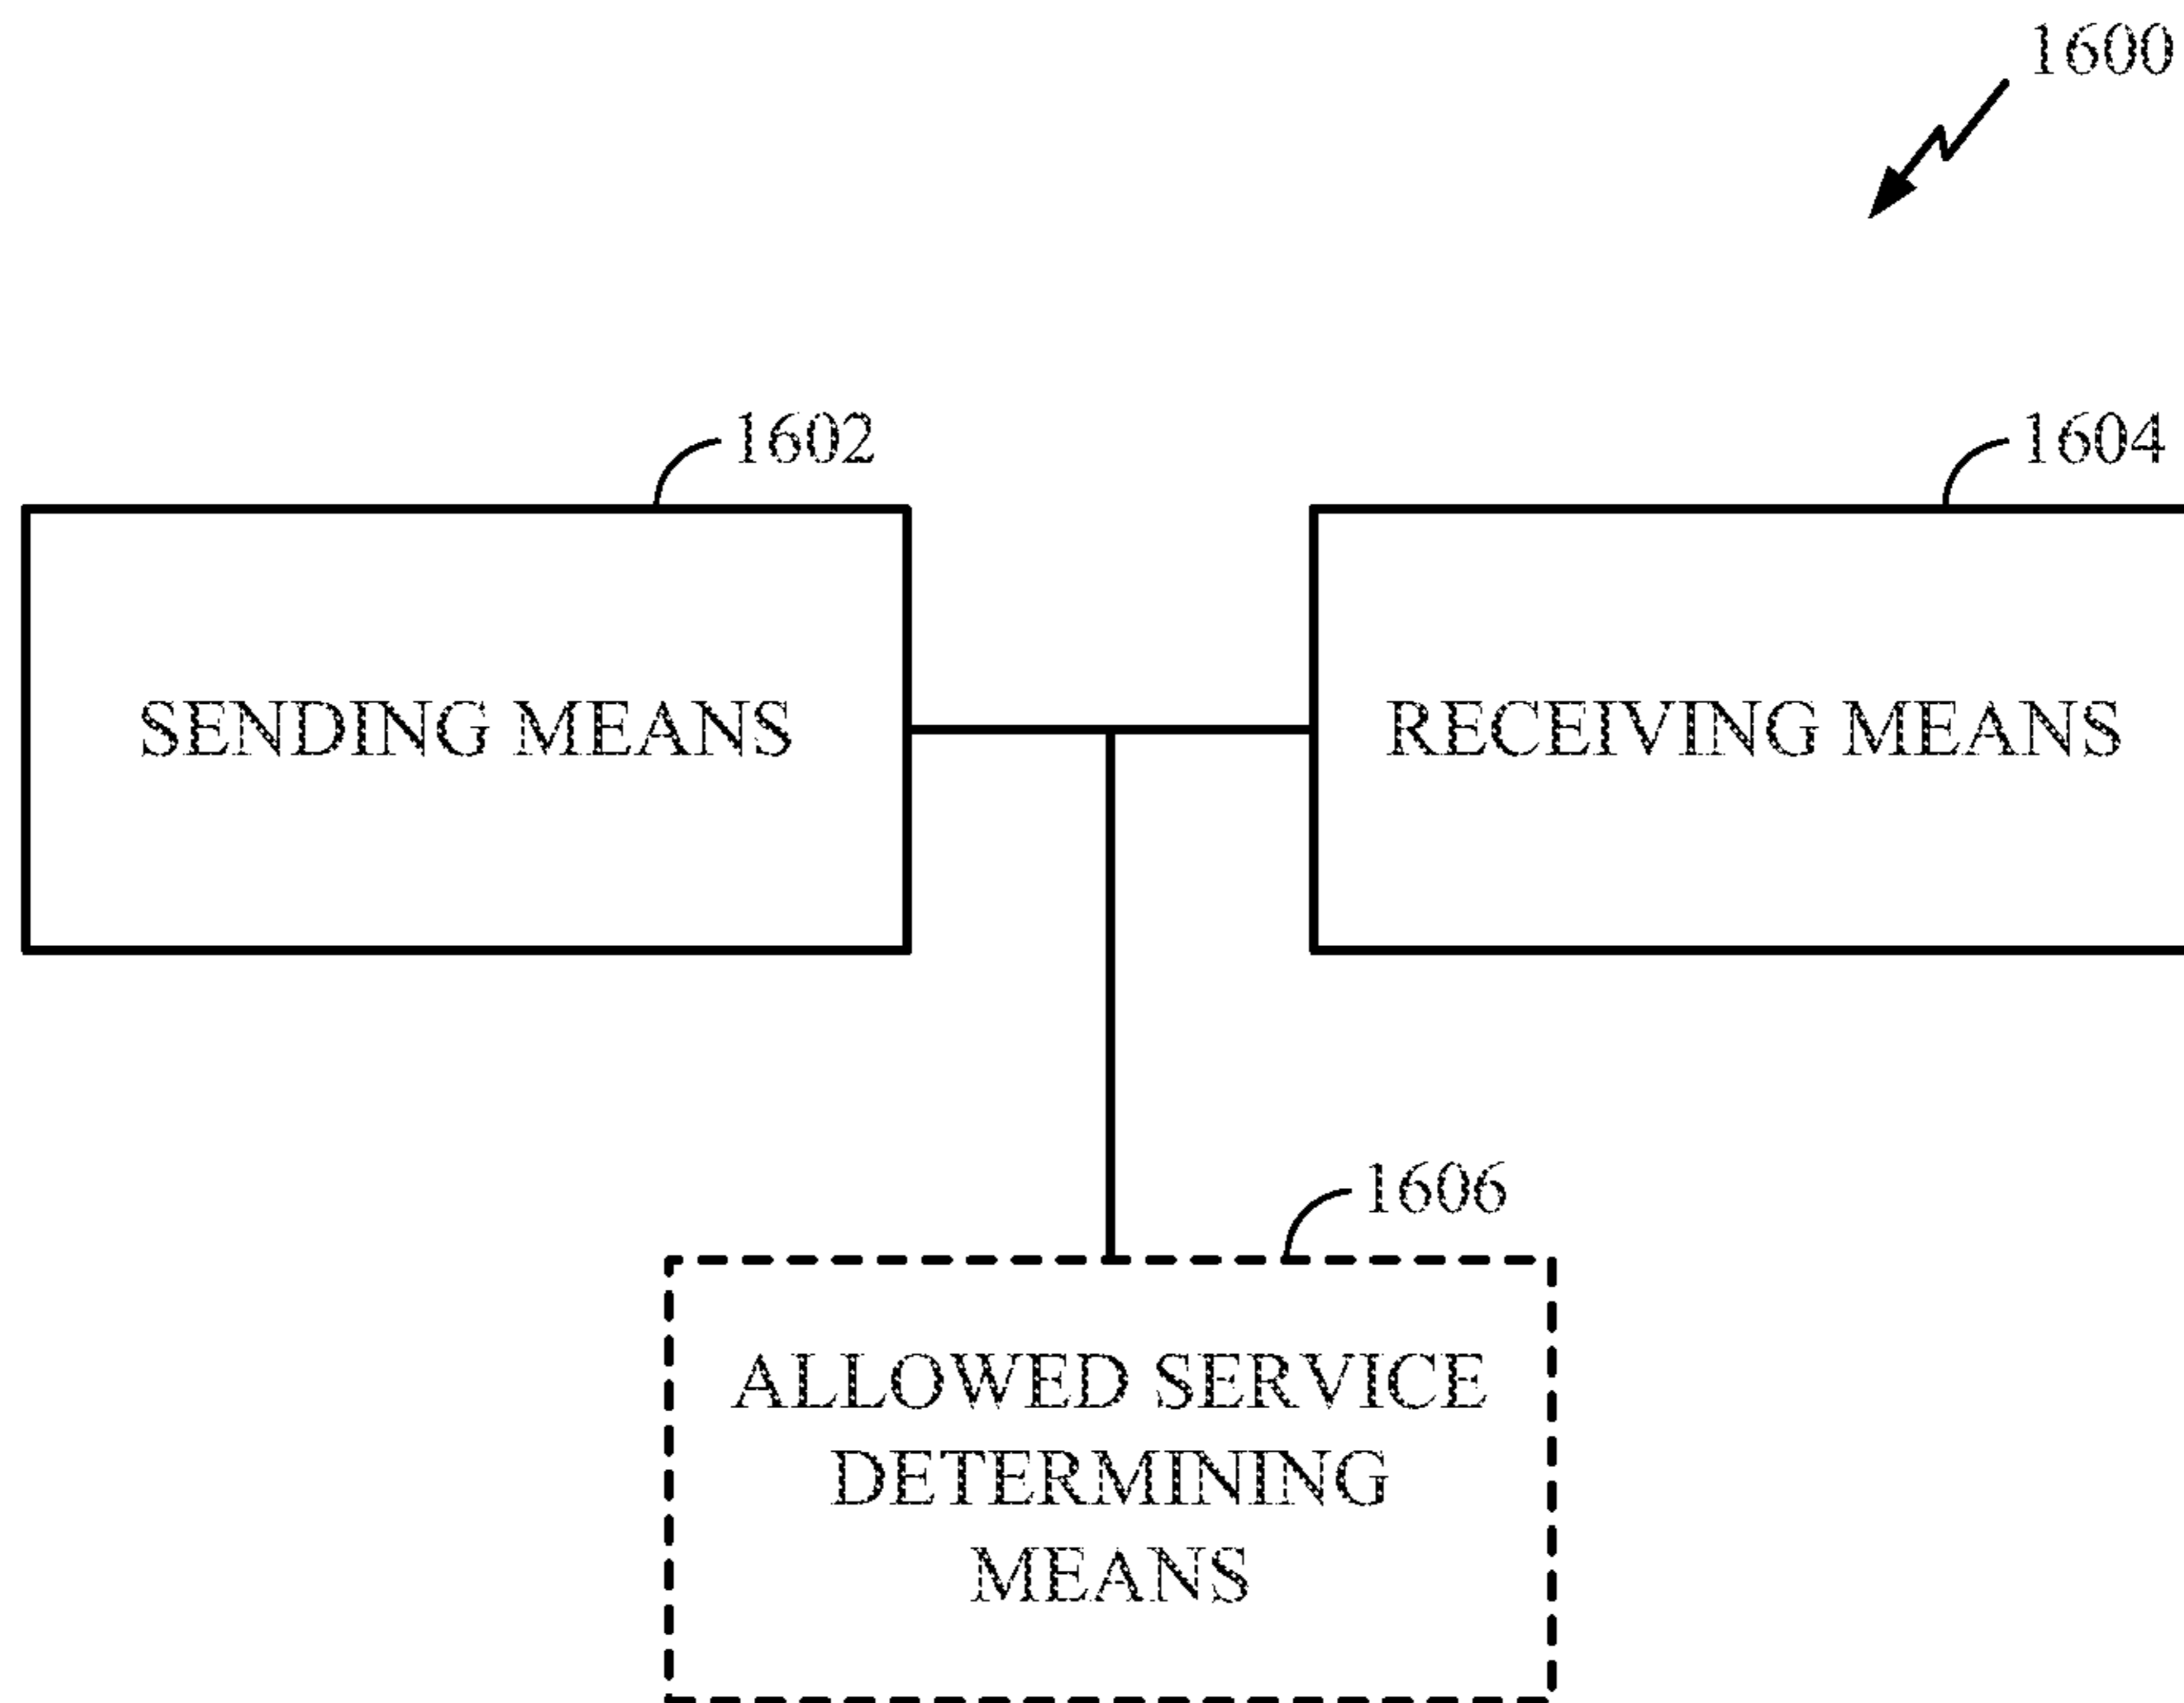 1600
1602
1604
SENDING MEANS
RECEIVING MEANS
1606
ALLOWED SERVICE
DETERMINING
MEANS